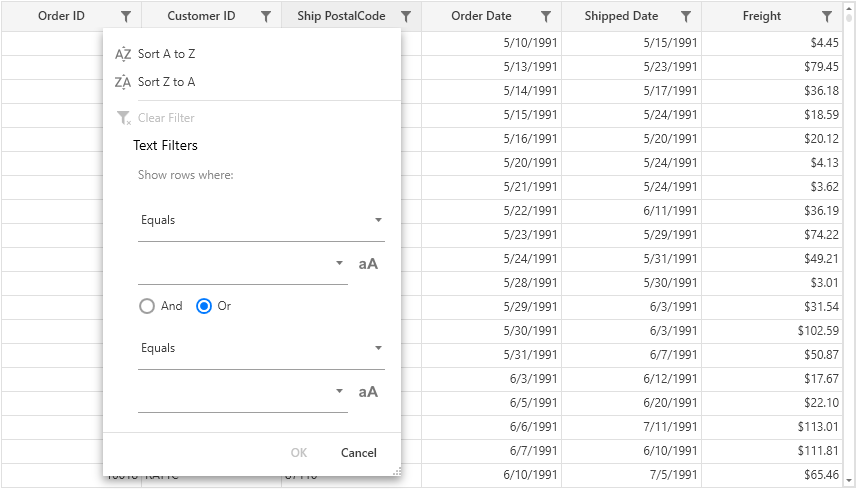 Order ID Customer ID Ship PostalCode Order Date Shipped Date Freight
5/10/1991 5/15/1991 $4.45
Sort A to Z 5/13/1991 5/23/1991 $79.45
Sort Z to A 5/14/1991 5/17/1991 $36.18
5/15/1991 5/24/1991 $18.59
Clear Filter 5/16/1991 5/20/1991 $20.12
Text Filters 5/20/1991 5/24/1991 $4.13
Show rows where: 5/21/1991 5/24/1991 $3.62
Equals 5/22/1991 6/11/1991 $36.19
5/23/1991 5/29/1991 $74.22
aA 5/24/1991 5/31/1991 $49.21
5/28/1991 5/30/1991 $3.01
And Or 5/29/1991 6/3/1991 $31.54
5/30/1991 6/3/1991 $102.59
Equals 5/31/1991 6/7/1991 $50.87
6/3/1991 6/12/1991 $17.67
aA 6/5/1991 6/20/1991 $22.10
6/6/1991 7/11/1991 $113.01
OK Cancel 6/7/1991 6/10/1991 $111.81
6/10/1991 7/5/1991 $65.46